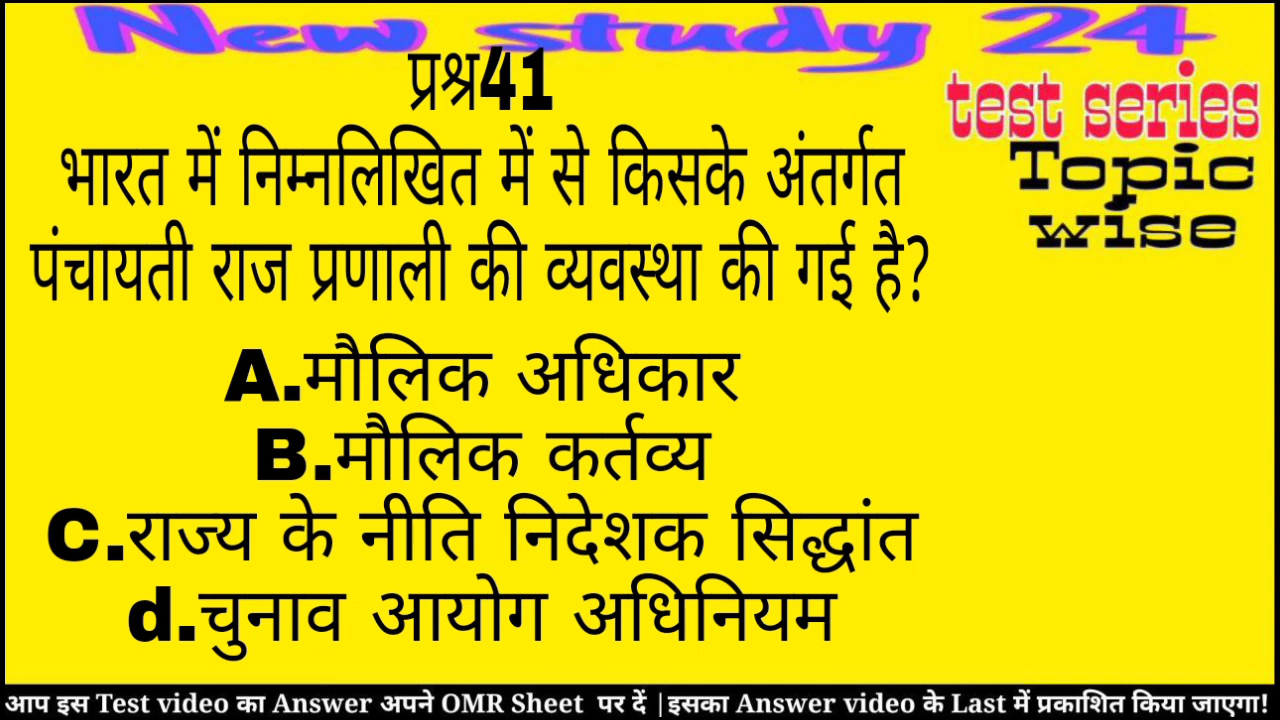 New study 24
प्रश्न41
test series
Topic
wise
भारत में निम्नलिखित में से किसके अंतर्गत
पंचायती राज प्रणाली की व्यवस्था की गई है?
A.मौलिक अधिकार
B.मौलिक कर्तव्य
C.राज्य के नीति निदेशक सिद्धांत
d.चुनाव आयोग अधिनियम
आप इस Test video का Answer अपने OMR Sheet पर दें |इसका Answer video के Last में प्रकाशित किया जाएगा!